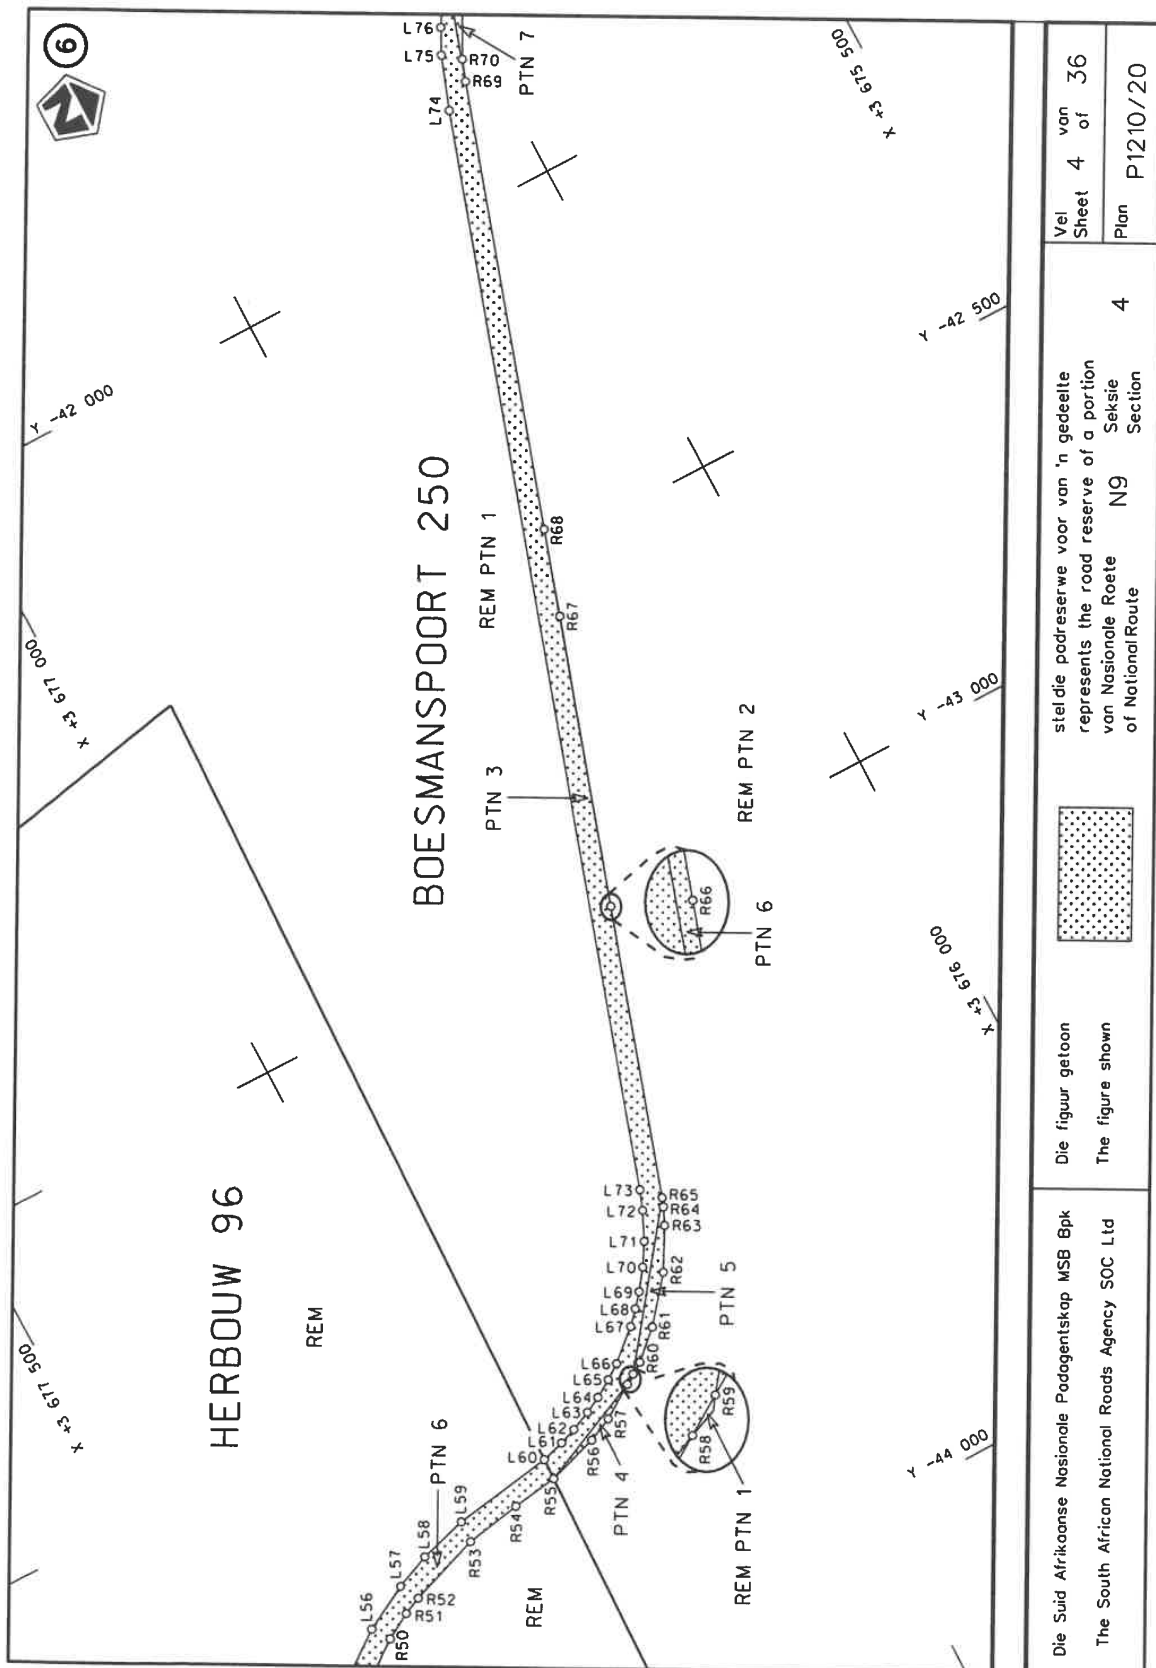 6
N
L76
L75
L74
R70
R69
PTN 7
X +3 675 500
Y -42 000
Y -42 500
X +3 677 000
BOESMANSPOORT 250
REM PTN 1
R68
R67
PTN 3
REM PTN 2
Y -43 000
R66
PTN 6
X +3 676 000
HERBOUW 96
REM
X +3 677 500
L73
L72
L71
L70
L69
L68
L67
L66
L65
L64
L63
L62
L61
L60
L59
L58
L57
L56
R65
R64
R63
R62
R61
R60
R57
R56
R55
R54
R53
R52
R51
R50
PTN 5
PTN 6
PTN 4
R59
R58
REM PTN 1
REM
Y -44 000
Die Suid Afrikaanse Nasionale Padagentskap MSB Bpk
The South African National Roads Agency SOC Ltd
Die figuur getoon
The figure shown
stel die padreserwe voor van 'n gedeelte
represents the road reserve of a portion
van Nasionale Roete N9 Seksie 4
of National Route Section
Vel 4 van 36
Sheet of
Plan P1210/20